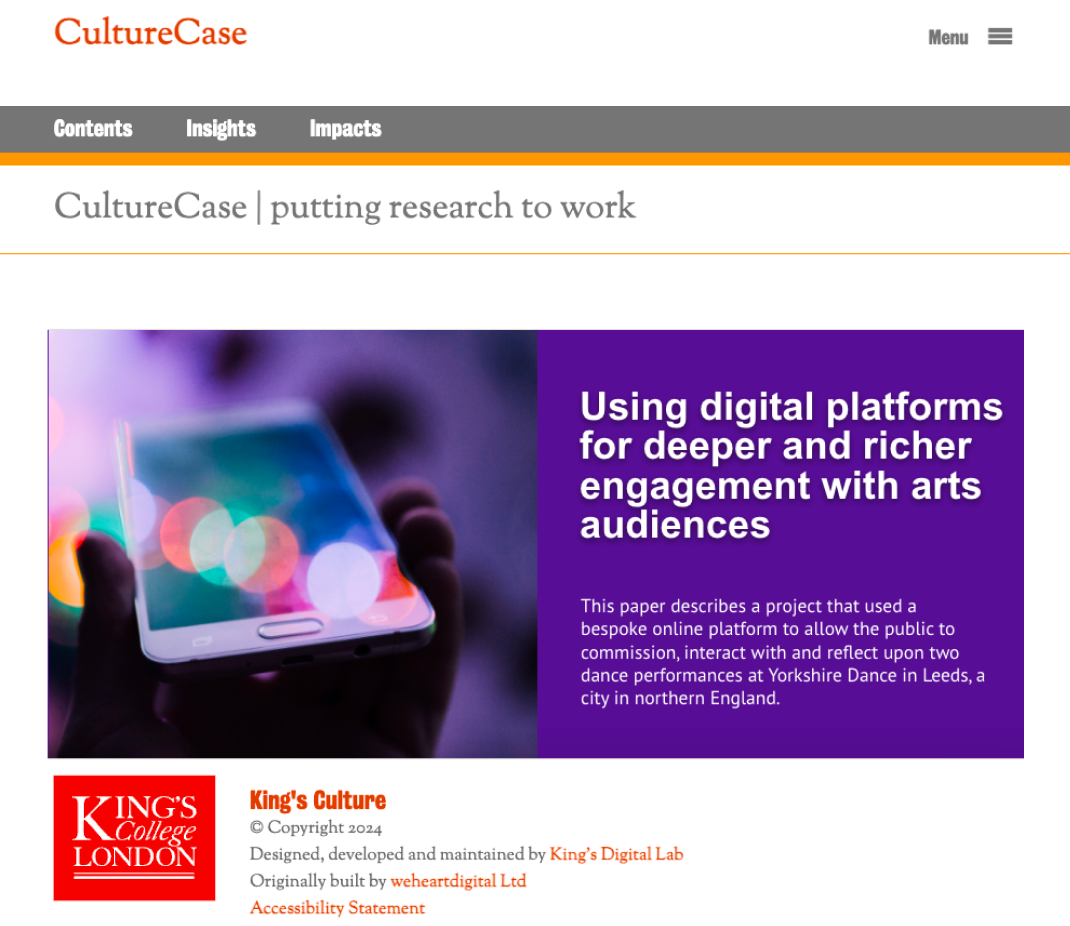 CultureCase
Menu
Contents Insights Impacts
CultureCase | putting research to work
Using digital platforms
for deeper and richer
engagement with arts
audiences
This paper describes a project that used a
bespoke online platform to allow the public to
commission, interact with and reflect upon two
dance performances at Yorkshire Dance in Leeds, a
city in northern England.
KING'S
College
LONDON
King's Culture
© Copyright 2024
Designed, developed and maintained by King's Digital Lab
Originally built by weheartdigital Ltd
Accessibility Statement